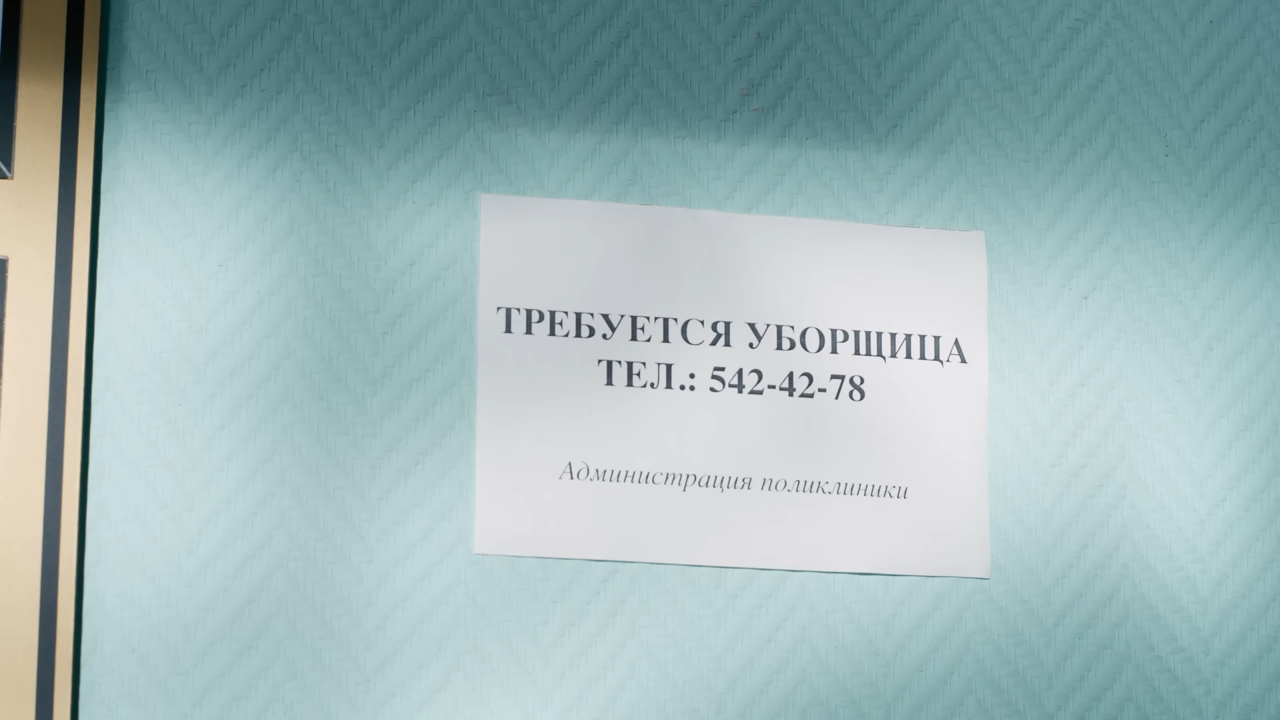 ТРЕБУЕТСЯ УБОРЩИЦА
ТЕЛ.: 542-42-78
Администрация поликлиники